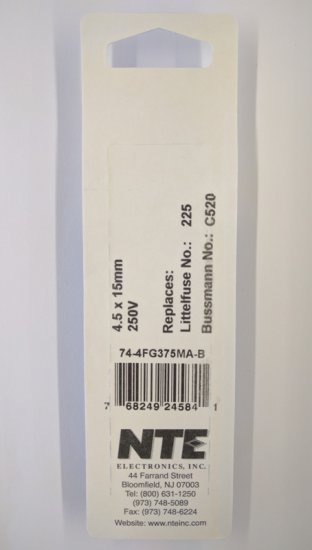 4.5 x 15mm
250V
Replaces:
Littelfuse No.: 225
Bussmann No.: C520
74-4FG375MA-B
68249 24584 1
NTE
ELECTRONICS, INC.
44 Farrand Street
Bloomfield, NJ 07003
Tel: (800) 631-1250
(973) 748-5089
Fax: (973) 748-6224
Website: www.nteinc.com